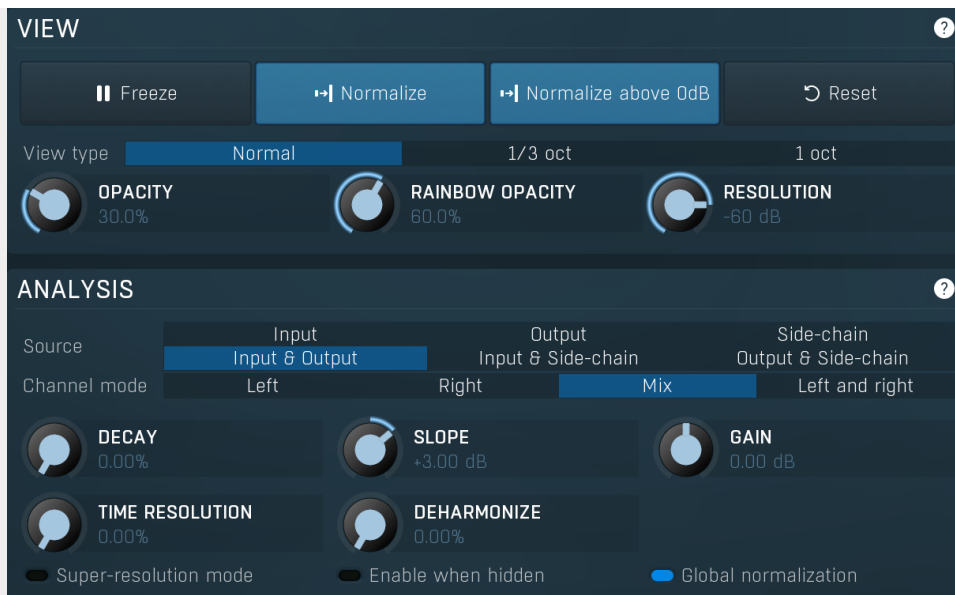 VIEW ?
Freeze Normalize Normalize above 0dB Reset
View type Normal 1/3 oct 1 oct
OPACITY RAINBOW OPACITY RESOLUTION
30.0% 60.0% -60 dB
ANALYSIS ?
Input Output Side-chain
Source
Input & Output Input & Side-chain Output & Side-chain
Channel mode Left Right Mix Left and right
DECAY SLOPE GAIN
0.00% +3.00 dB 0.00 dB
TIME RESOLUTION DEHARMONIZE
0.00% 0.00%
Super-resolution mode Enable when hidden Global normalization